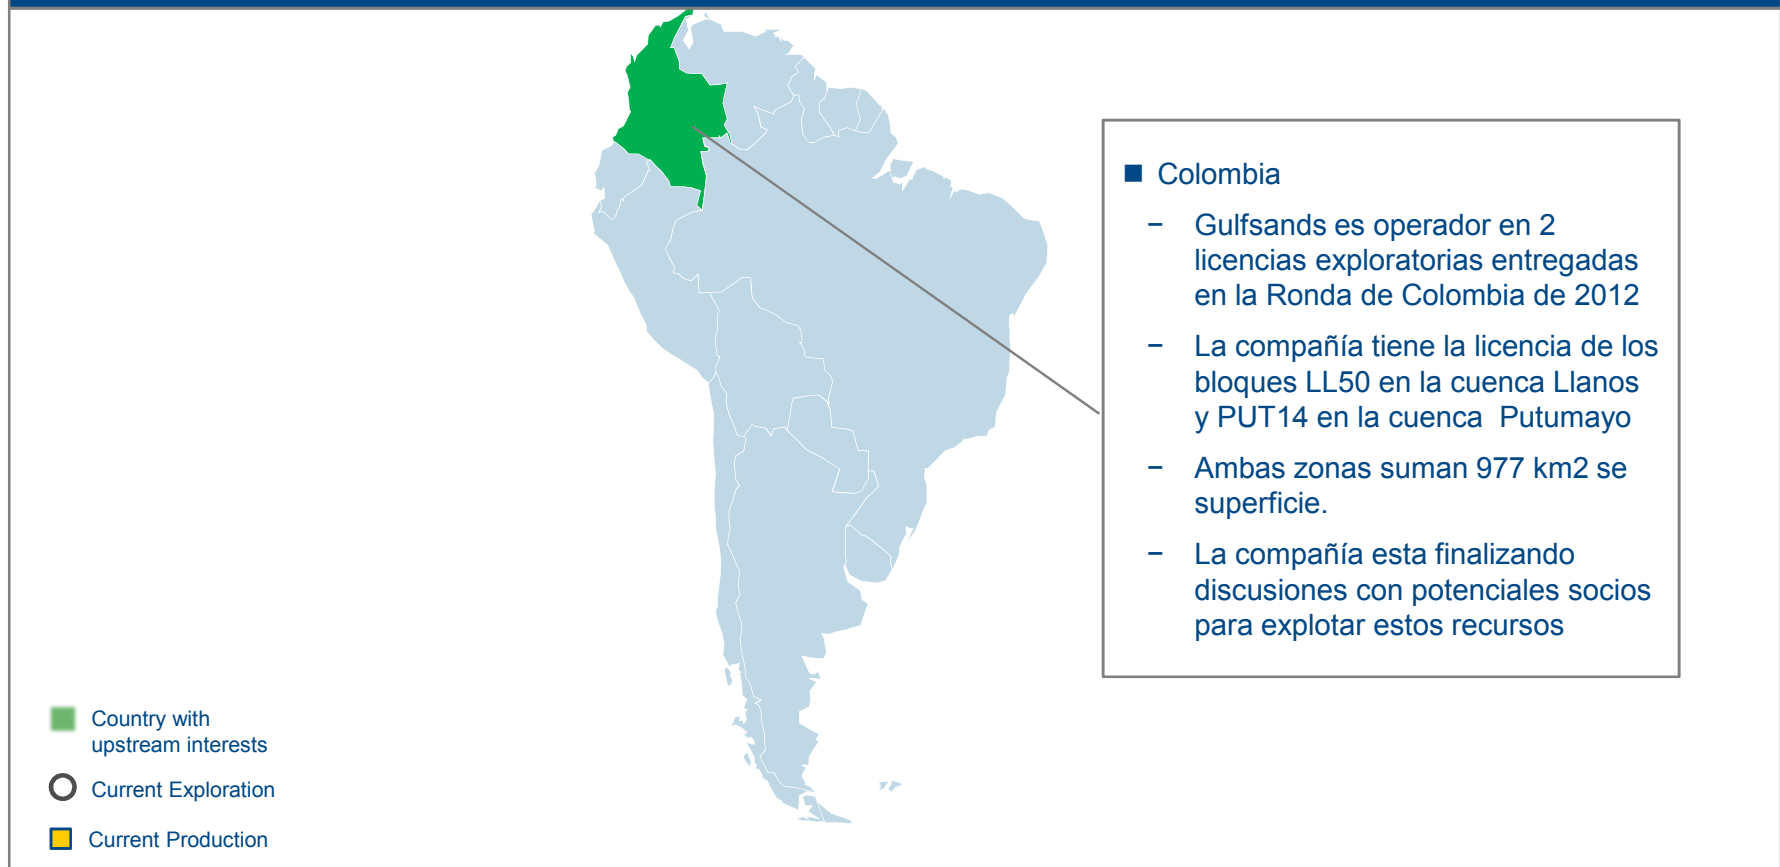 Colombia
− Gulfsands es operador en 2
licencias exploratorias entregadas
en la Ronda de Colombia de 2012
− La compañía tiene la licencia de los
bloques LL50 en la cuenca Llanos
y PUT14 en la cuenca Putumayo
− Ambas zonas suman 977 km2 se
superficie.
− La compañía esta finalizando
discusiones con potenciales socios
para explotar estos recursos
Country with
upstream interests
Current Exploration
Current Production